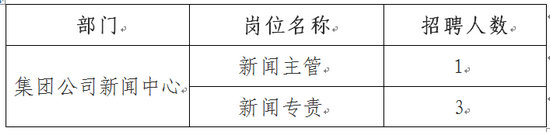 部门 岗位名称 招聘人数
新闻主管 1
集团公司新闻中心
新闻专责 3